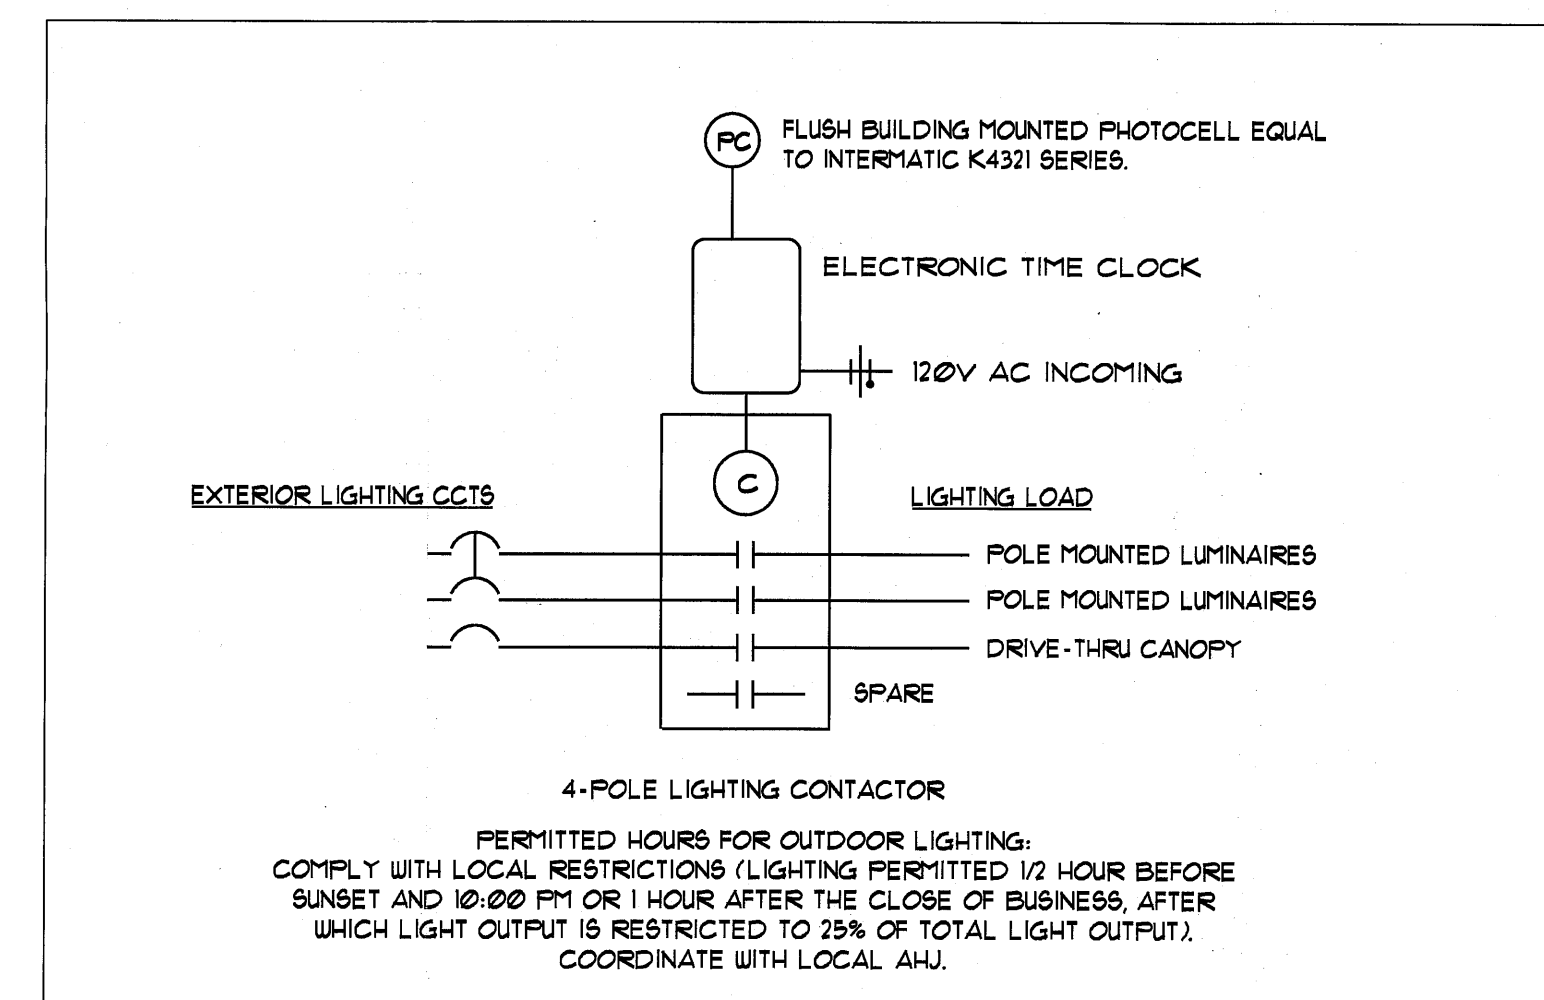 PC
FLUSH BUILDING MOUNTED PHOTOCELL EQUAL
TO INTERMATIC K4321 SERIES.
ELECTRONIC TIME CLOCK
120V AC INCOMING
C
EXTERIOR LIGHTING CCTS
LIGHTING LOAD
POLE MOUNTED LUMINAIRES
POLE MOUNTED LUMINAIRES
DRIVE-THRU CANOPY
SPARE
4-POLE LIGHTING CONTACTOR
PERMITTED HOURS FOR OUTDOOR LIGHTING:
COMPLY WITH LOCAL RESTRICTIONS (LIGHTING PERMITTED 1/2 HOUR BEFORE
SUNSET AND 10:00 PM OR 1 HOUR AFTER THE CLOSE OF BUSINESS, AFTER
WHICH LIGHT OUTPUT IS RESTRICTED TO 25% OF TOTAL LIGHT OUTPUT).
COORDINATE WITH LOCAL AHJ.